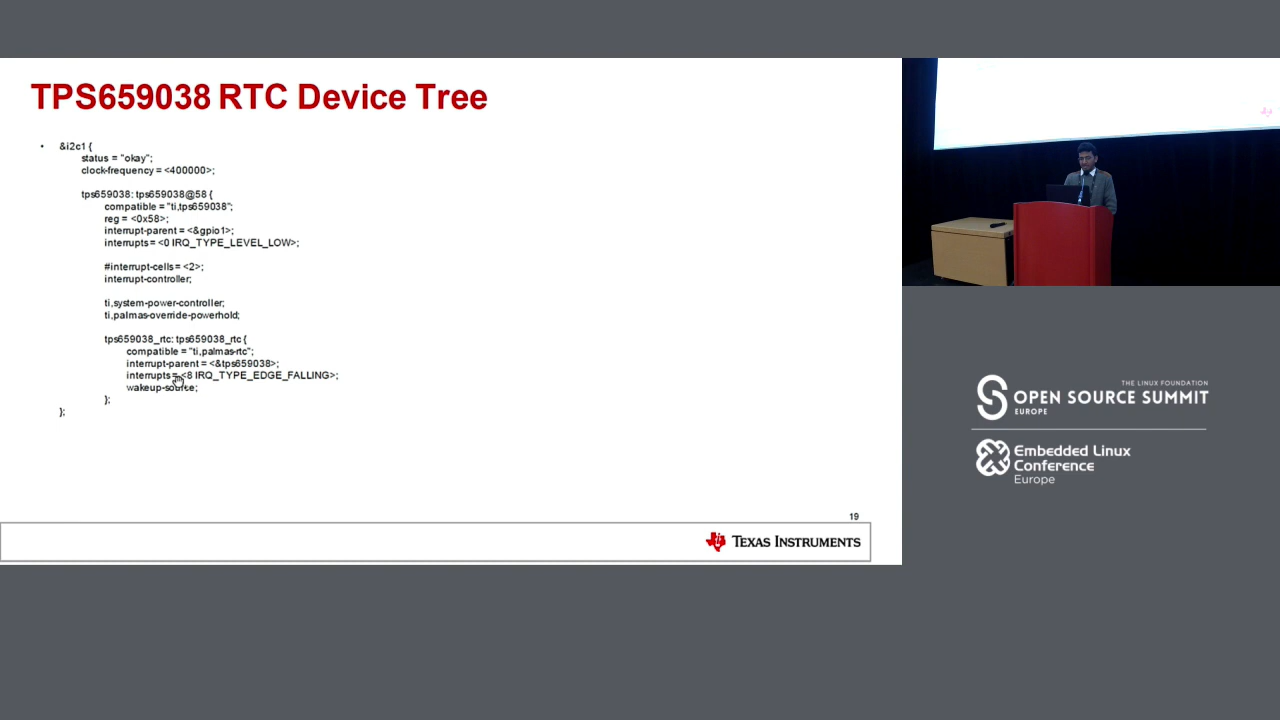 TPS659038 RTC Device Tree
• &i2c1 {
status = "okay";
clock-frequency = <400000>;
tps659038: tps659038@58 {
compatible = "ti,tps659038";
reg = <0x58>;
interrupt-parent = <&gpio1>;
interrupts = <0 IRQ_TYPE_LEVEL_LOW>;
#interrupt-cells = <2>;
interrupt-controller;
ti,system-power-controller;
ti,palmas-override-powerhold;
tps659038_rtc: tps659038_rtc {
compatible = "ti,palmas-rtc";
interrupt-parent = <&tps659038>;
interrupts = <8 IRQ_TYPE_EDGE_FALLING>;
wakeup-source;
};
};
19
TEXAS INSTRUMENTS
THE LINUX FOUNDATION
OPEN SOURCE SUMMIT
EUROPE
Embedded Linux
Conference
Europe